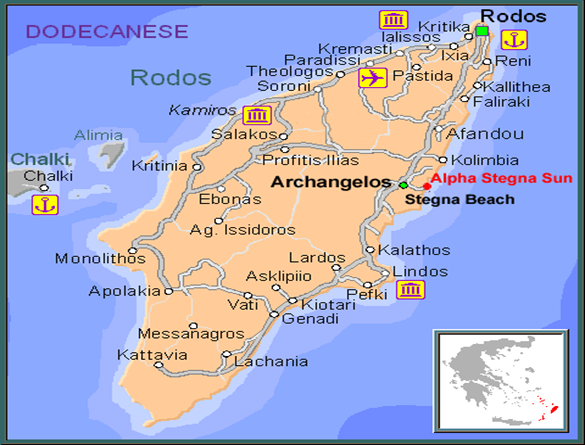 DODECANESE
Rodos
Kritika
Ialissos
Ixia
Kremasti
Paradissi
Reni
Theologos
Pastida
Rodos
Soroni
Kallithea
Faliraki
Kamiros
Salakos
Afandou
Alimia
Chalki
Chalki
Kritinia
Profitis Ilias
Kolimbia
Archangelos
Alpha Stegna Sun
Stegna Beach
Ebonas
Ag. Issidoros
Monolithos
Kalathos
Lardos
Lindos
Asklipiio
Apolakia
Pefki
Vati
Kiotari
Genadi
Messanagros
Kattavia
Lachania